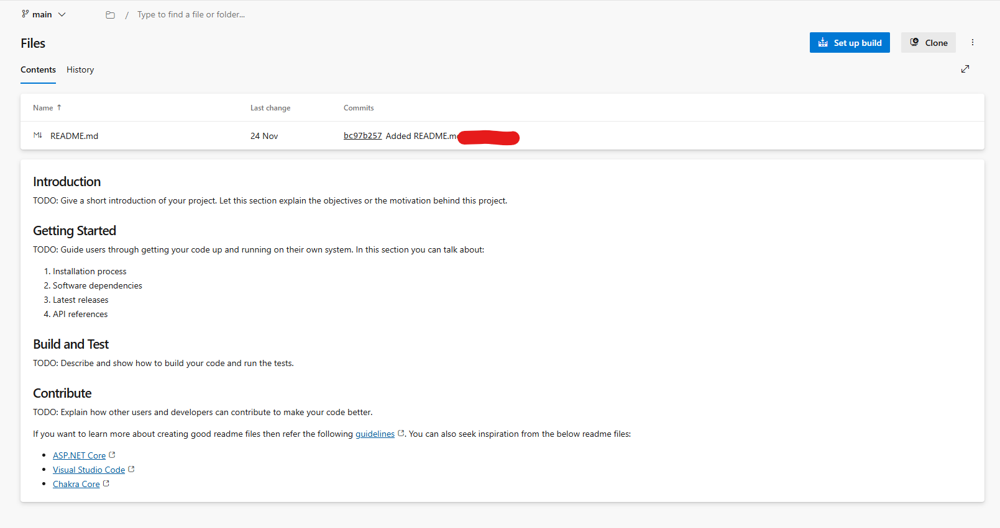 main
/ Type to find a file or folder...
Files
Set up build
Clone
Contents History
Name ↑ Last change Commits
README.md 24 Nov bc97b257 Added
Introduction
TODO: Give a short introduction of your project. Let this section explain the objectives or the motivation behind this project.
Getting Started
TODO: Guide users through getting your code up and running on their own system. In this section you can talk about:
1. Installation process
2. Software dependencies
3. Latest releases
4. API references
Build and Test
TODO: Describe and show how to build your code and run the tests.
Contribute
TODO: Explain how other users and developers can contribute to make your code better.
If you want to learn more about creating good readme files then refer the following guidelines. You can also seek inspiration from the below readme files:
• ASP.NET Core
• Visual Studio Code
• Chakra Core